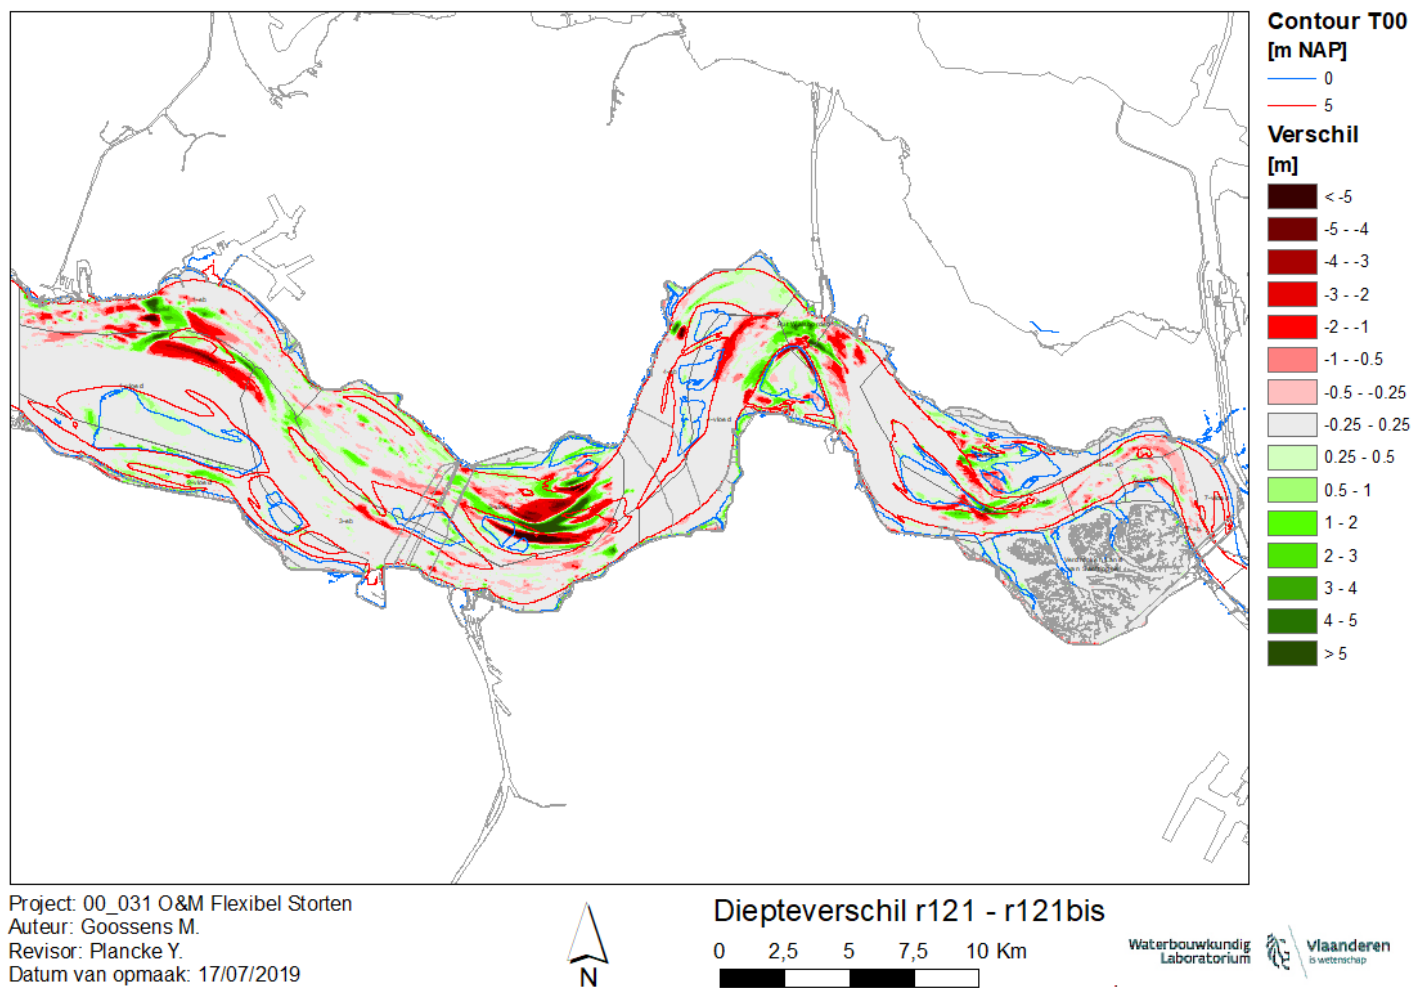 Contour T00
[m NAP]
0
5
Verschil
[m]
< -5
-5 - -4
-4 - -3
-3 - -2
-2 - -1
-1 - -0.5
-0.5 - -0.25
-0.25 - 0.25
0.25 - 0.5
0.5 - 1
1 - 2
2 - 3
3 - 4
4 - 5
> 5
Project: 00_031 O&M Flexibel Storten
Auteur: Goossens M.
Revisor: Plancke Y.
Datum van opmaak: 17/07/2019
N
Diepteverschil r121 - r121bis
0 2,5 5 7,5 10 Km
Waterbouwkundig
Laboratorium
Vlaanderen
is wetenschap